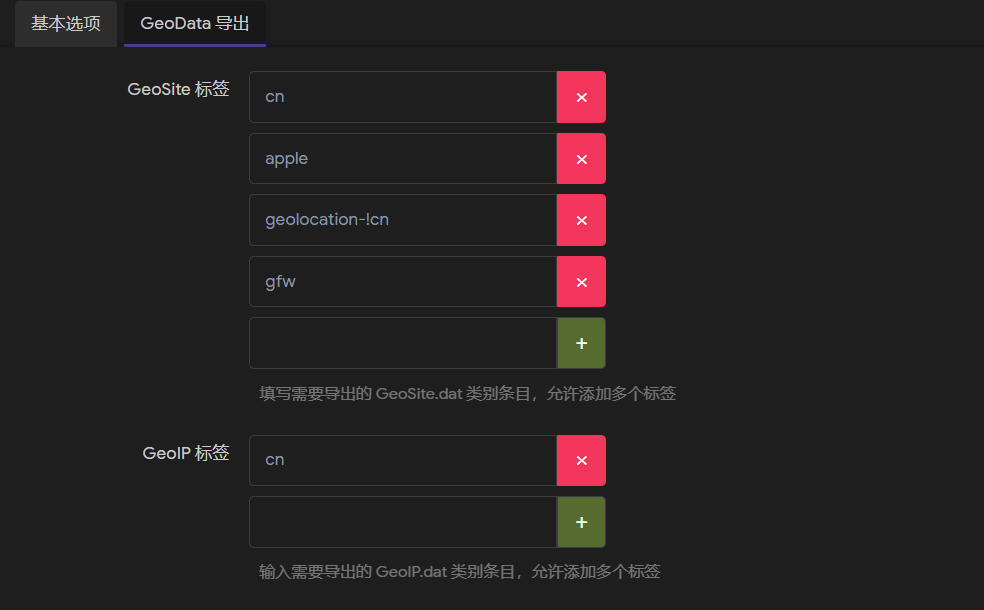 基本选项
GeoData 导出
GeoSite 标签
cn
apple
geolocation-!cn
gfw
填写需要导出的 GeoSite.dat 类别条目，允许添加多个标签
GeoIP 标签
cn
输入需要导出的 GeoIP.dat 类别条目，允许添加多个标签